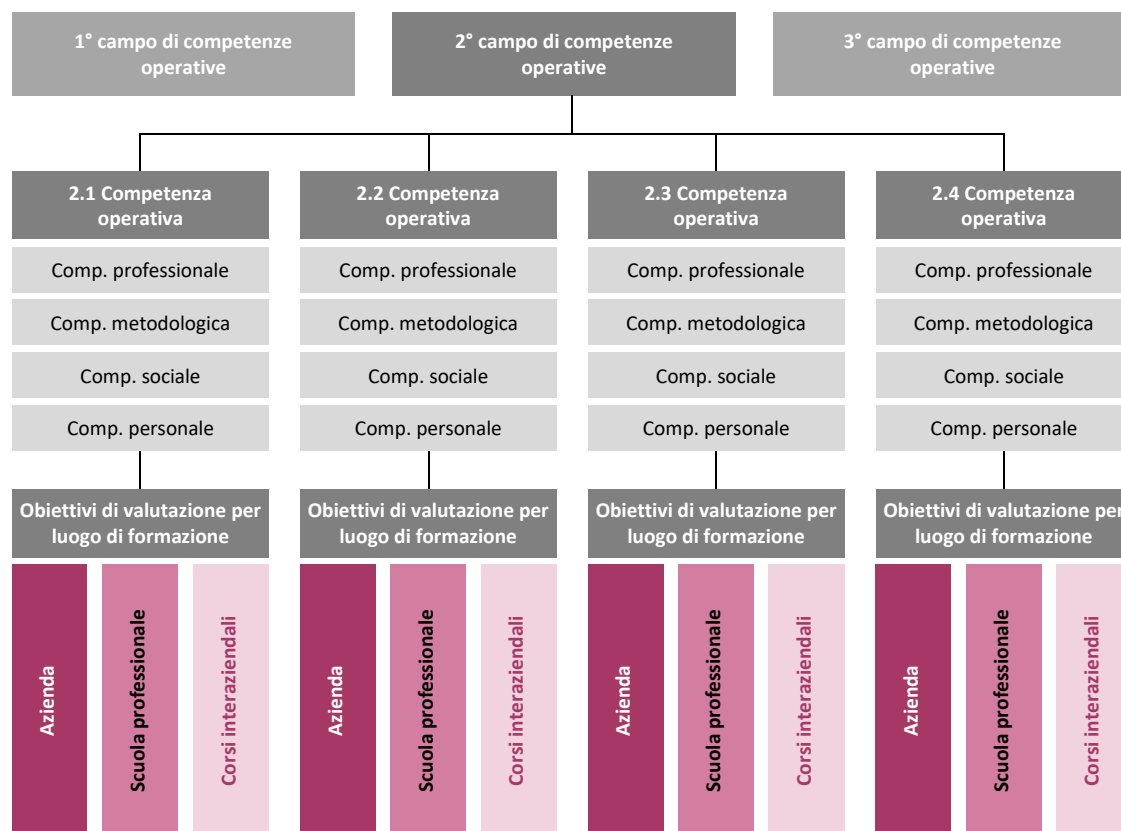 1° campo di competenze
operative
2° campo di competenze
operative
3° campo di competenze
operative
2.1 Competenza
operativa
2.2 Competenza
operativa
2.3 Competenza
operativa
2.4 Competenza
operativa
Comp. professionale
Comp. professionale
Comp. professionale
Comp. professionale
Comp. metodologica
Comp. metodologica
Comp. metodologica
Comp. metodologica
Comp. sociale
Comp. sociale
Comp. sociale
Comp. sociale
Comp. personale
Comp. personale
Comp. personale
Comp. personale
Obiettivi di valutazione per
luogo di formazione
Obiettivi di valutazione per
luogo di formazione
Obiettivi di valutazione per
luogo di formazione
Obiettivi di valutazione per
luogo di formazione
Azienda
Scuola professionale
Corsi interaziendali
Azienda
Scuola professionale
Corsi interaziendali
Azienda
Scuola professionale
Corsi interaziendali
Azienda
Scuola professionale
Corsi interaziendali